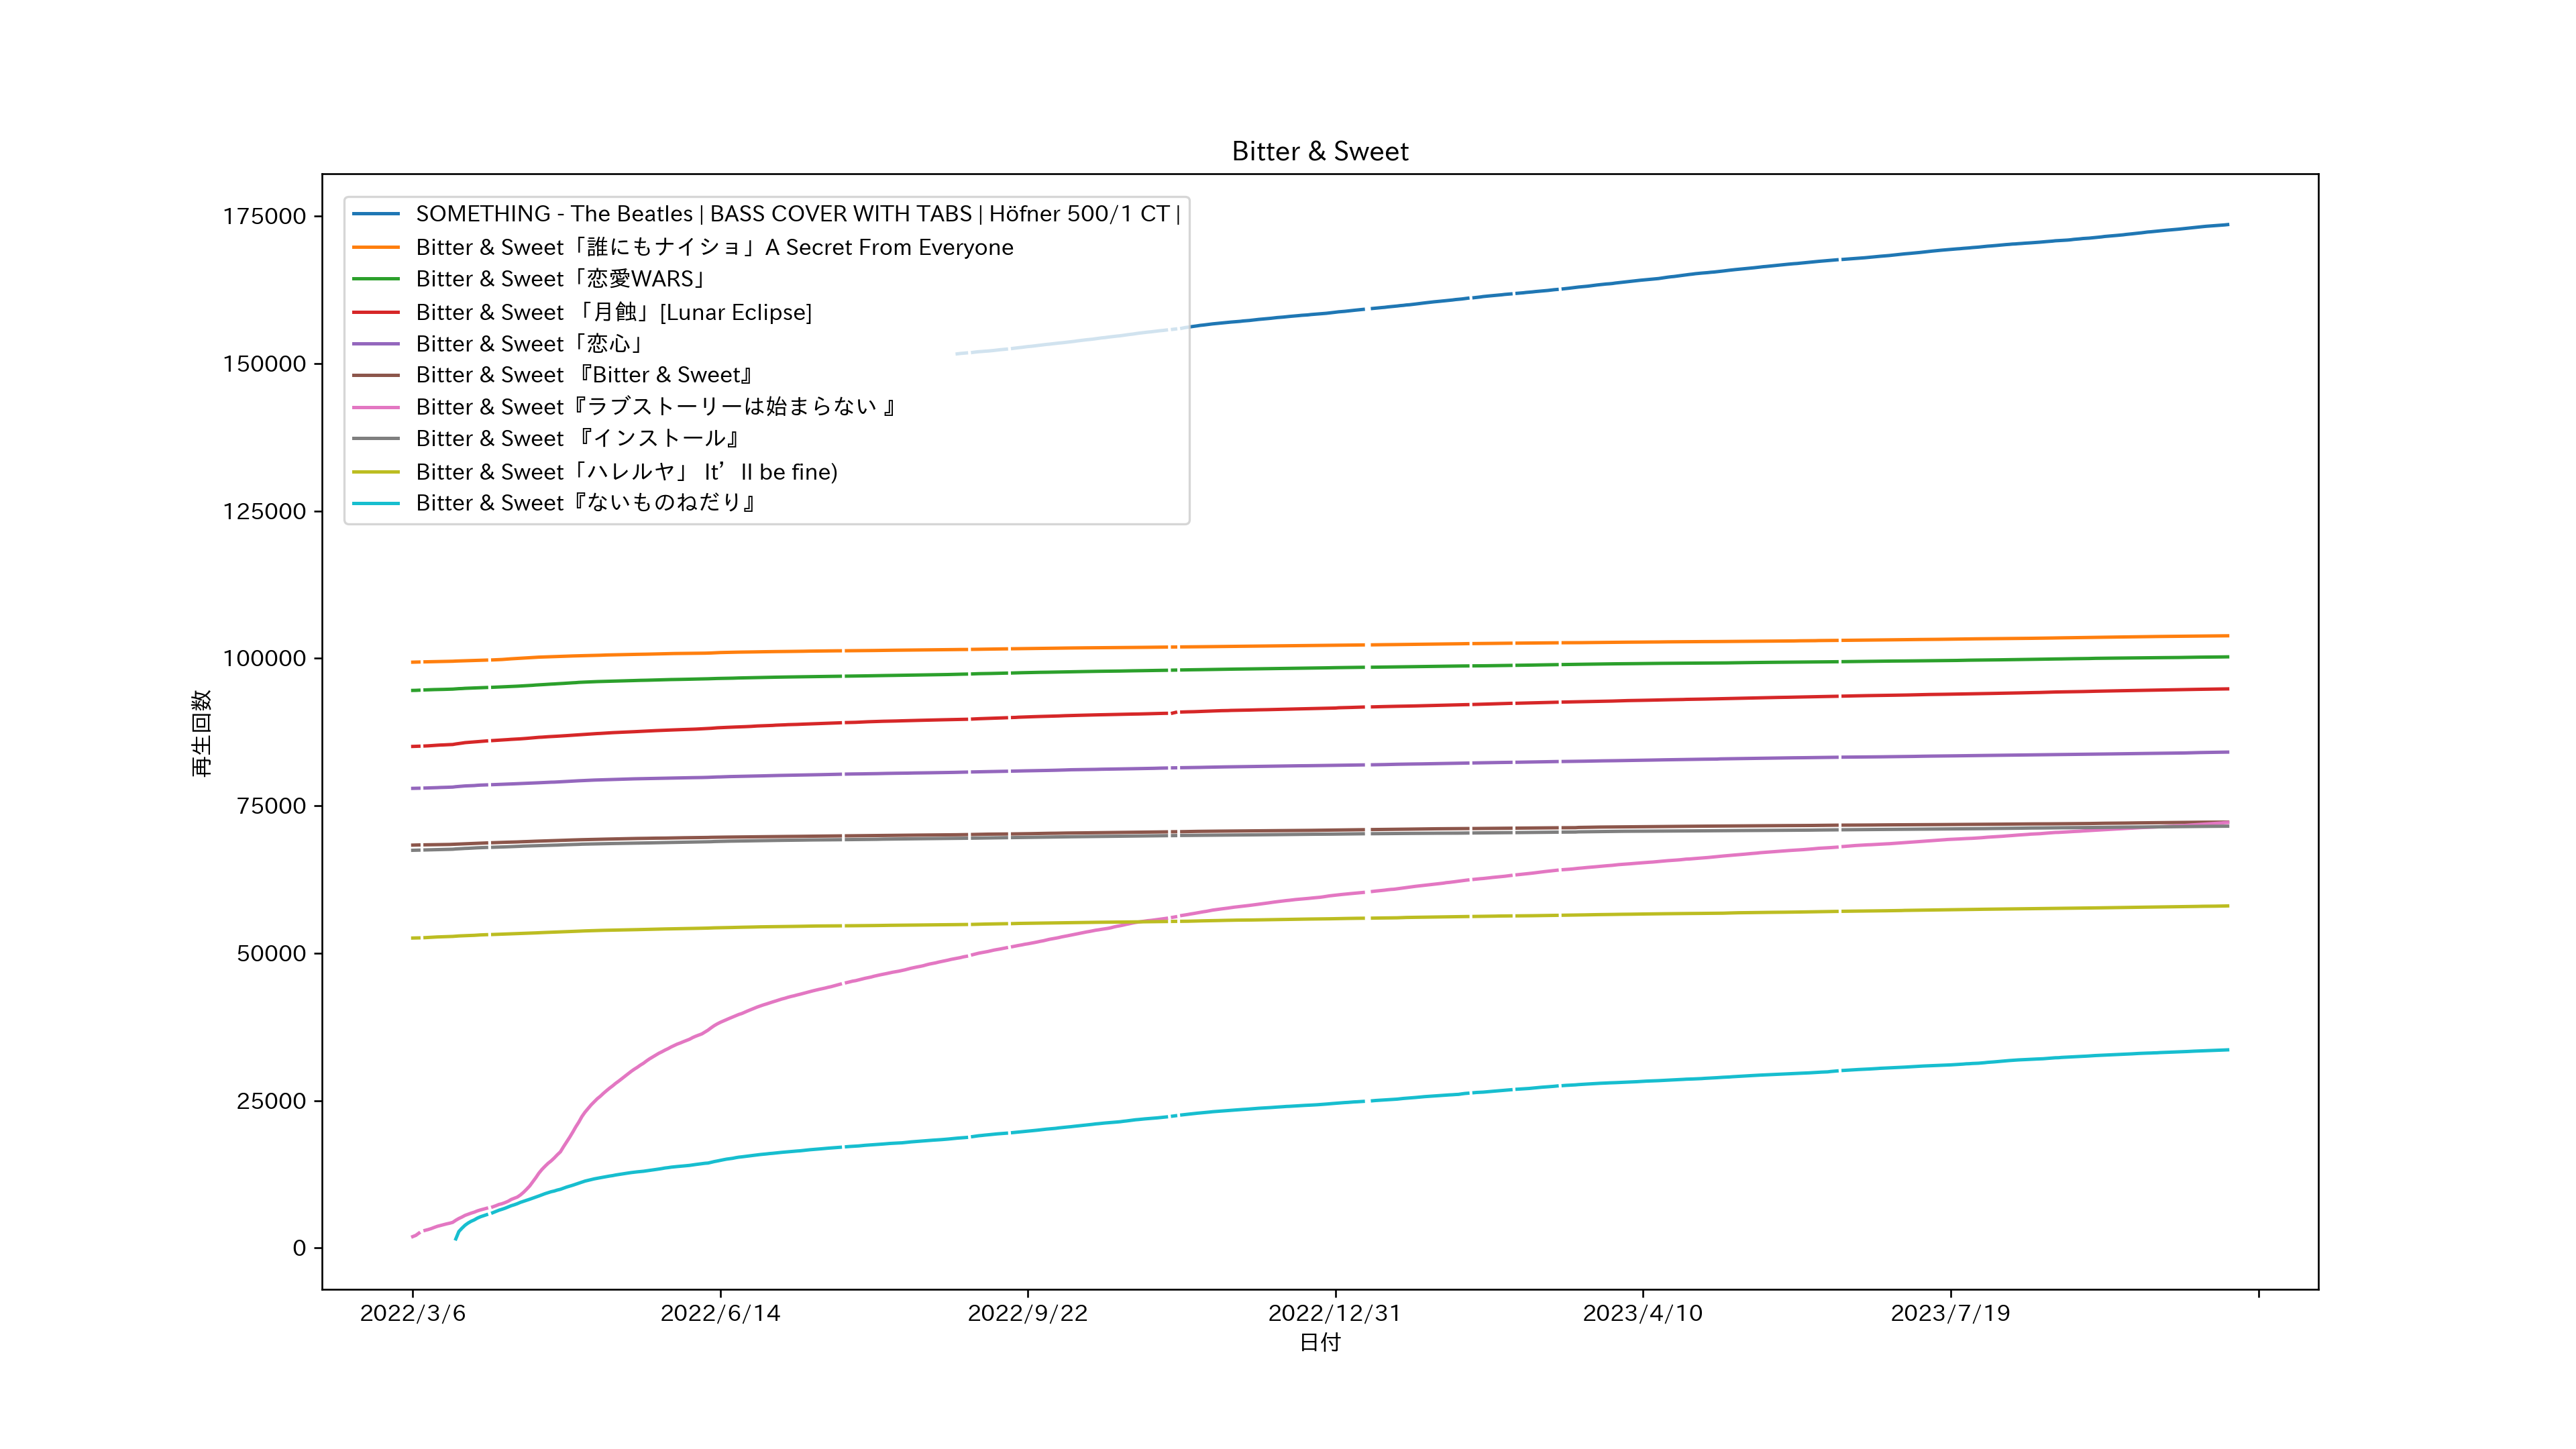 Bitter & Sweet
175000
150000
125000
100000
75000
50000
25000
0
再生回数
SOMETHING - The Beatles | BASS COVER WITH TABS | Höfner 500/1 CT |
Bitter & Sweet「誰にもナイショ」A Secret From Everyone
Bitter & Sweet「恋愛WARS」
Bitter & Sweet 「月蝕」[Lunar Eclipse]
Bitter & Sweet「恋心」
Bitter & Sweet 『Bitter & Sweet』
Bitter & Sweet『ラブストーリーは始まらない 』
Bitter & Sweet 『インストール』
Bitter & Sweet「ハレルヤ」 It’ll be fine)
Bitter & Sweet『ないものねだり』
2022/3/6 2022/6/14 2022/9/22 2022/12/31 2023/4/10 2023/7/19
日付